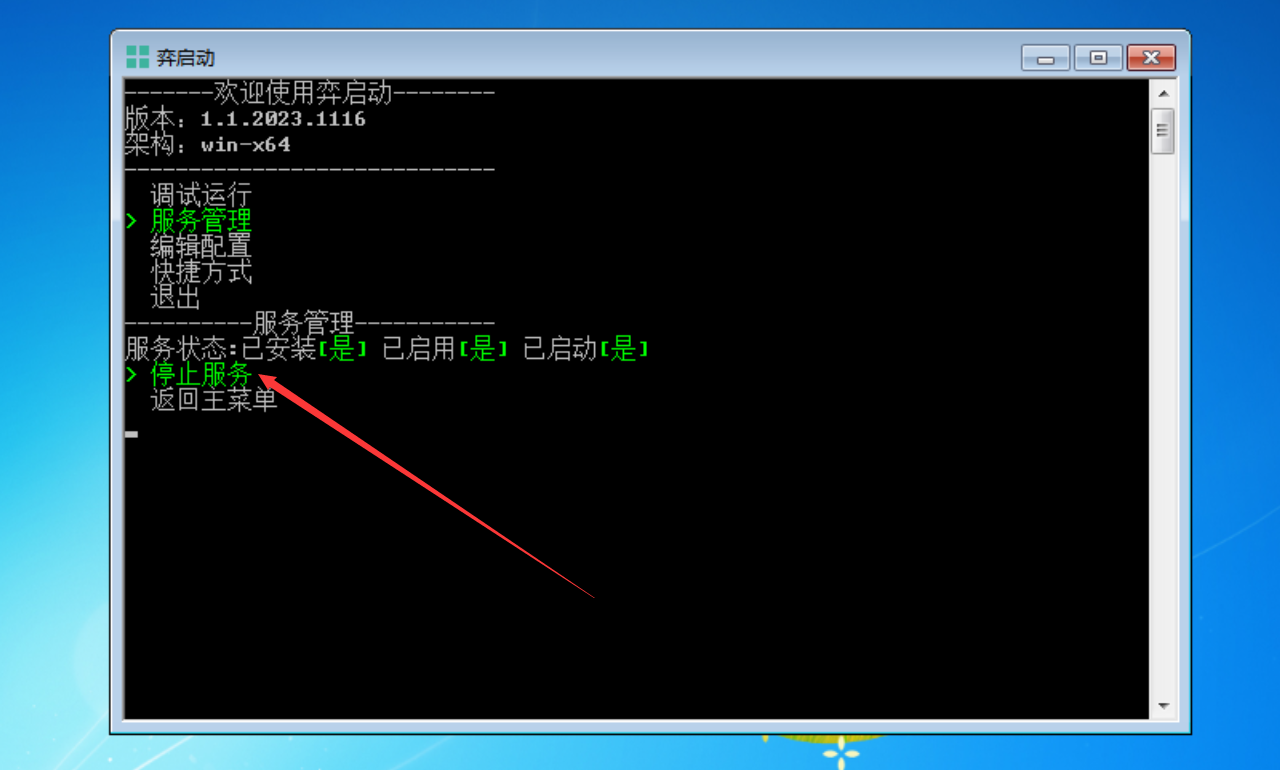 弈启动
-------欢迎使用弈启动--------
版本: 1.1.2023.1116
架构: win-x64
-----------------------------
调试运行
> 服务管理
编辑配置
快捷方式
退出
----------服务管理-----------
服务状态:已安装[是] 已启用[是] 已启动[是]
> 停止服务
返回主菜单